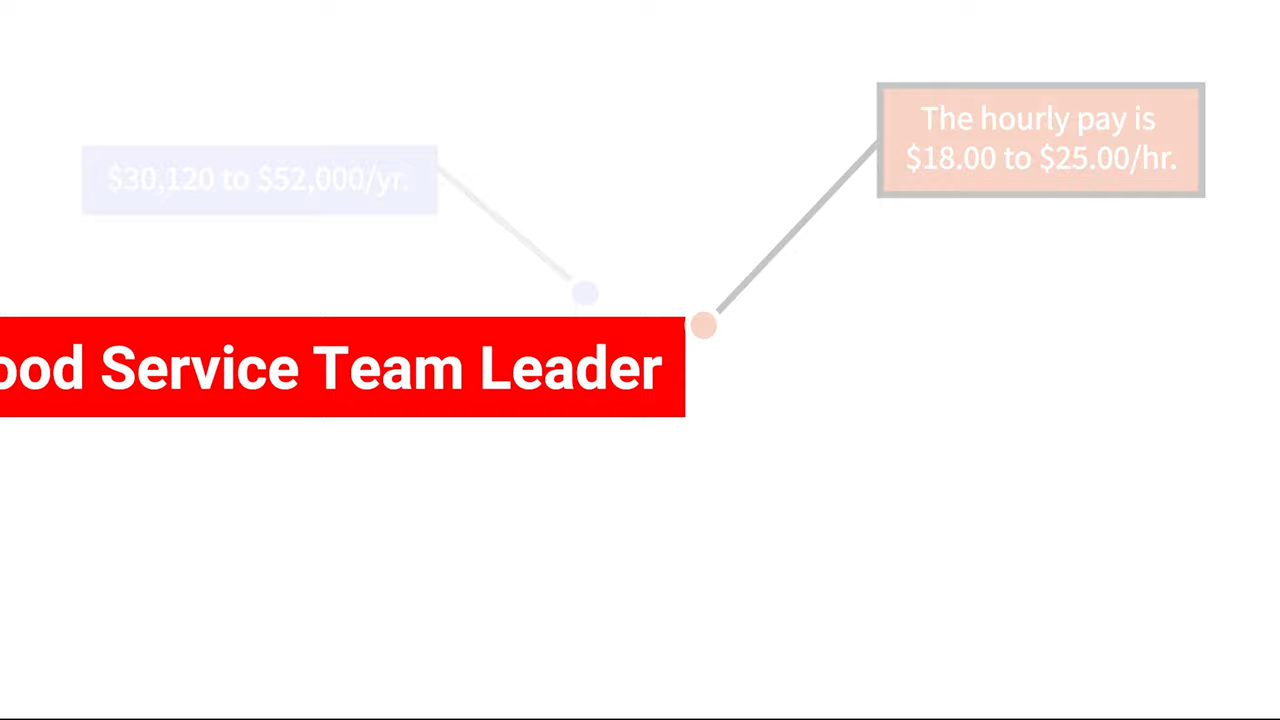 The hourly pay is
$18.00 to $25.00/hr.
$30,120 to $52,000/yr.
ood Service Team Leader